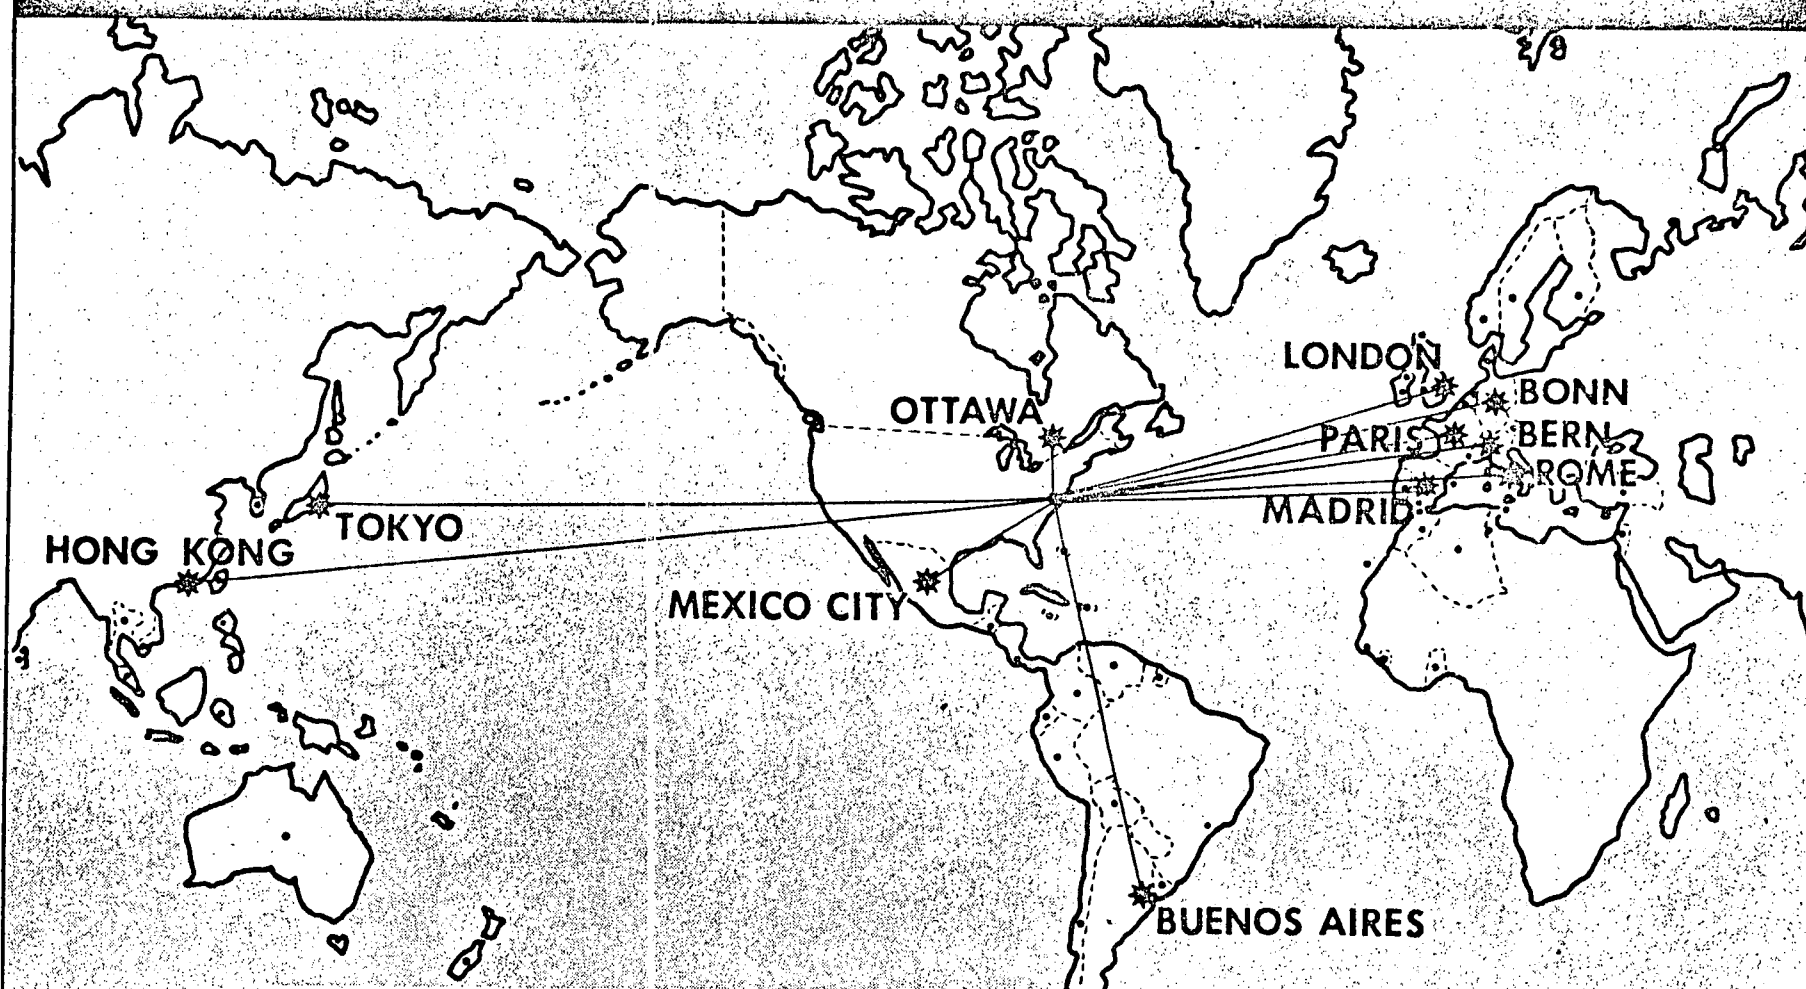 LONDON
BONN
OTTAWA
PARIS
BERN
ROME
MADRID
TOKYO
HONG KONG
MEXICO CITY
BUENOS AIRES